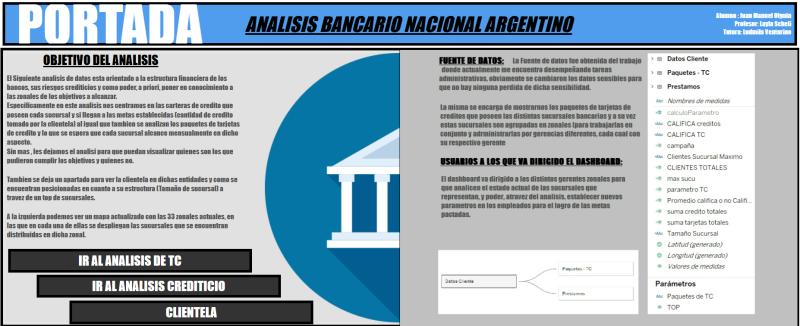 PORTADA
ANALISIS BANCARIO NACIONAL ARGENTINO
Alumno : Juan Manuel Olguin
Profesor: Leyla Scheli
Tutora: Ludmila Venturino
OBJETIVO DEL ANALISIS
El Siguiente analisis de datos esta orientado a la estructura financiera de los
bancos, sus riesgos crediticios y como poder, a priori, poner en conocimiento a
las zonales de los objetivos a alcanzar.
Especificamente en este analisis nos centramos en las carteras de credito que
poseen cada sucursal y si llegan a las metas establecidas (cantidad de credito
tomado por la clientela) al igual que tambien se analizan los paquetes de tarjetas
de credito y lo que se espera que cada sucursal alcance mensualmente en dicho
aspecto.
Sin mas , les dejamos el analisi para que puedan visualizar quienes son los que
pudieron cumplir los objetivos y quienes no.
Tambien se deja un apartado para ver la clientela en dichas entidades y como se
encuentran posicionadas en cuanto a su estructura (Tamaño de sucursal) a
travez de un top de sucursales.
A la izquierda podemos ver un mapa actualizado con las 33 zonales actuales, en
las que en cada una de ellas se despliegan las sucursales que se encuentran
distribuidas en dicha zonal.
IR AL ANALISIS DE TC
IR AL ANALISIS CREDITICIO
CLIENTELA
FUENTE DE DATOS: La Fuente de datos fue obtenida del trabajo
donde actualmente me encuentro desempeñando tareas
administrativas, obviamente se cambiaron los datos sensibles para
que no hay ninguna perdida de dicha sensibilidad.
La misma se encarga de mostrarnos los paquetes de tarjetas de
creditos que poseen las distintas sucursales bancarias y a su vez
estas sucursales son agrupadas en zonales (para trabajarlas en
conjunto y administrarlas por gerencias diferentes, cada cual con
su respectivo gerente
USUARIOS A LOS QUE VA DIRIGIDO EL DASHBOARD:
El dashboard va dirigido a los distintos gerentes zonales para
que analicen el estado actual de las sucursales que
representan, y poder, atravez del analisis, establecer nuevos
parametros en los empleados para el logro de las metas
pactadas.
Datos Cliente
Paquetes - TC
Prestamos
Datos Cliente
Paquetes - TC
Prestamos
Nombres de medidas
calculoParametro
CALIFICA creditos
CALIFICA TC
campaña
Clientes Sucursal Maximo
CLIENTES TOTALES
max sucu
parametro TC
Promedio califica o no Califi...
suma credito totales
suma tarjetas totales
Tamaño Sucursal
Latitud (generado)
Longitud (generado)
Valores de medidas
Parámetros
Paquetes de TC
TOP